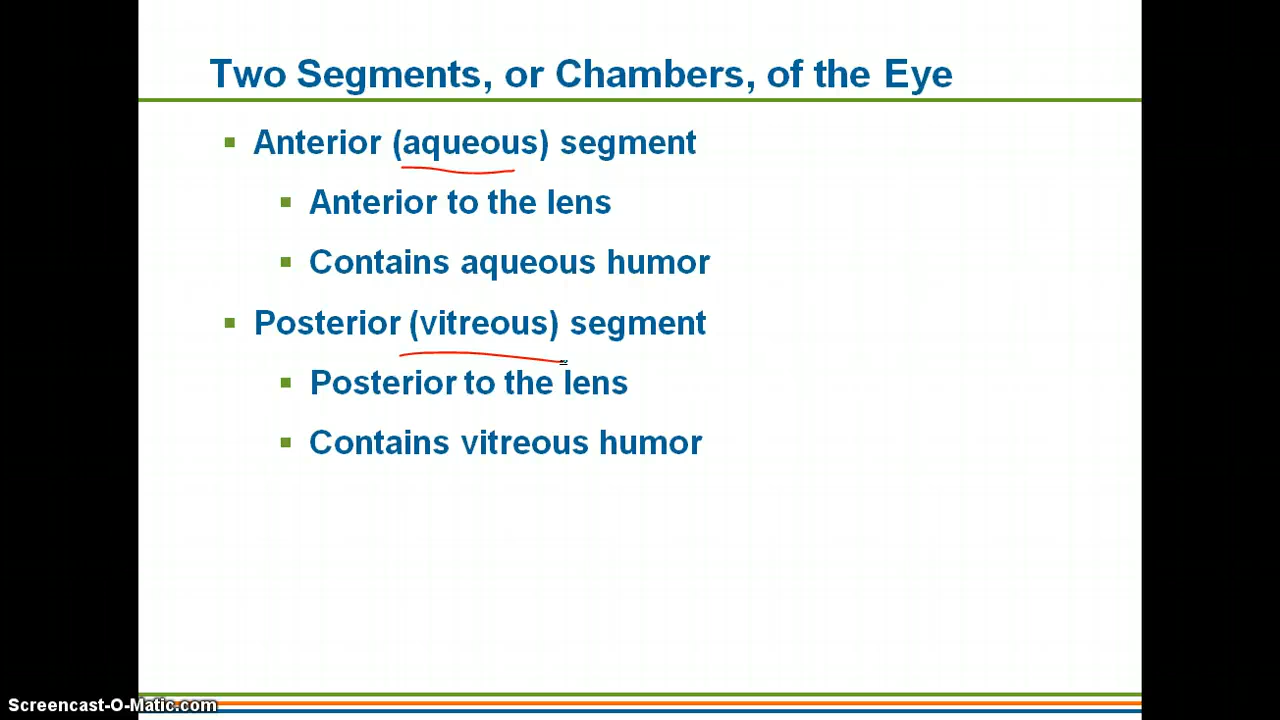 Two Segments, or Chambers, of the Eye
Anterior (aqueous) segment
Anterior to the lens
Contains aqueous humor
Posterior (vitreous) segment
Posterior to the lens
Contains vitreous humor
Screencast-O-Matic.com